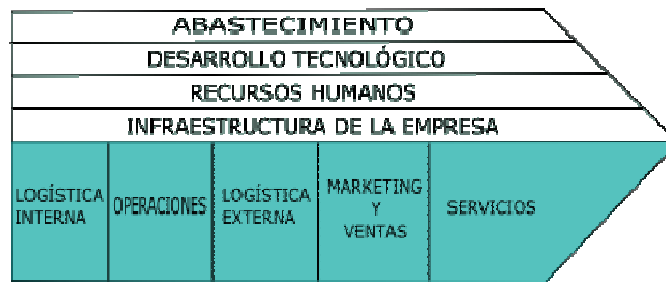 ABASTECIMIENTO
DESARROLLO TECNOLÓGICO
RECURSOS HUMANOS
INFRAESTRUCTURA DE LA EMPRESA
LOGÍSTICA
INTERNA
OPERACIONES
LOGÍSTICA
EXTERNA
MARKETING
Y
VENTAS
SERVICIOS